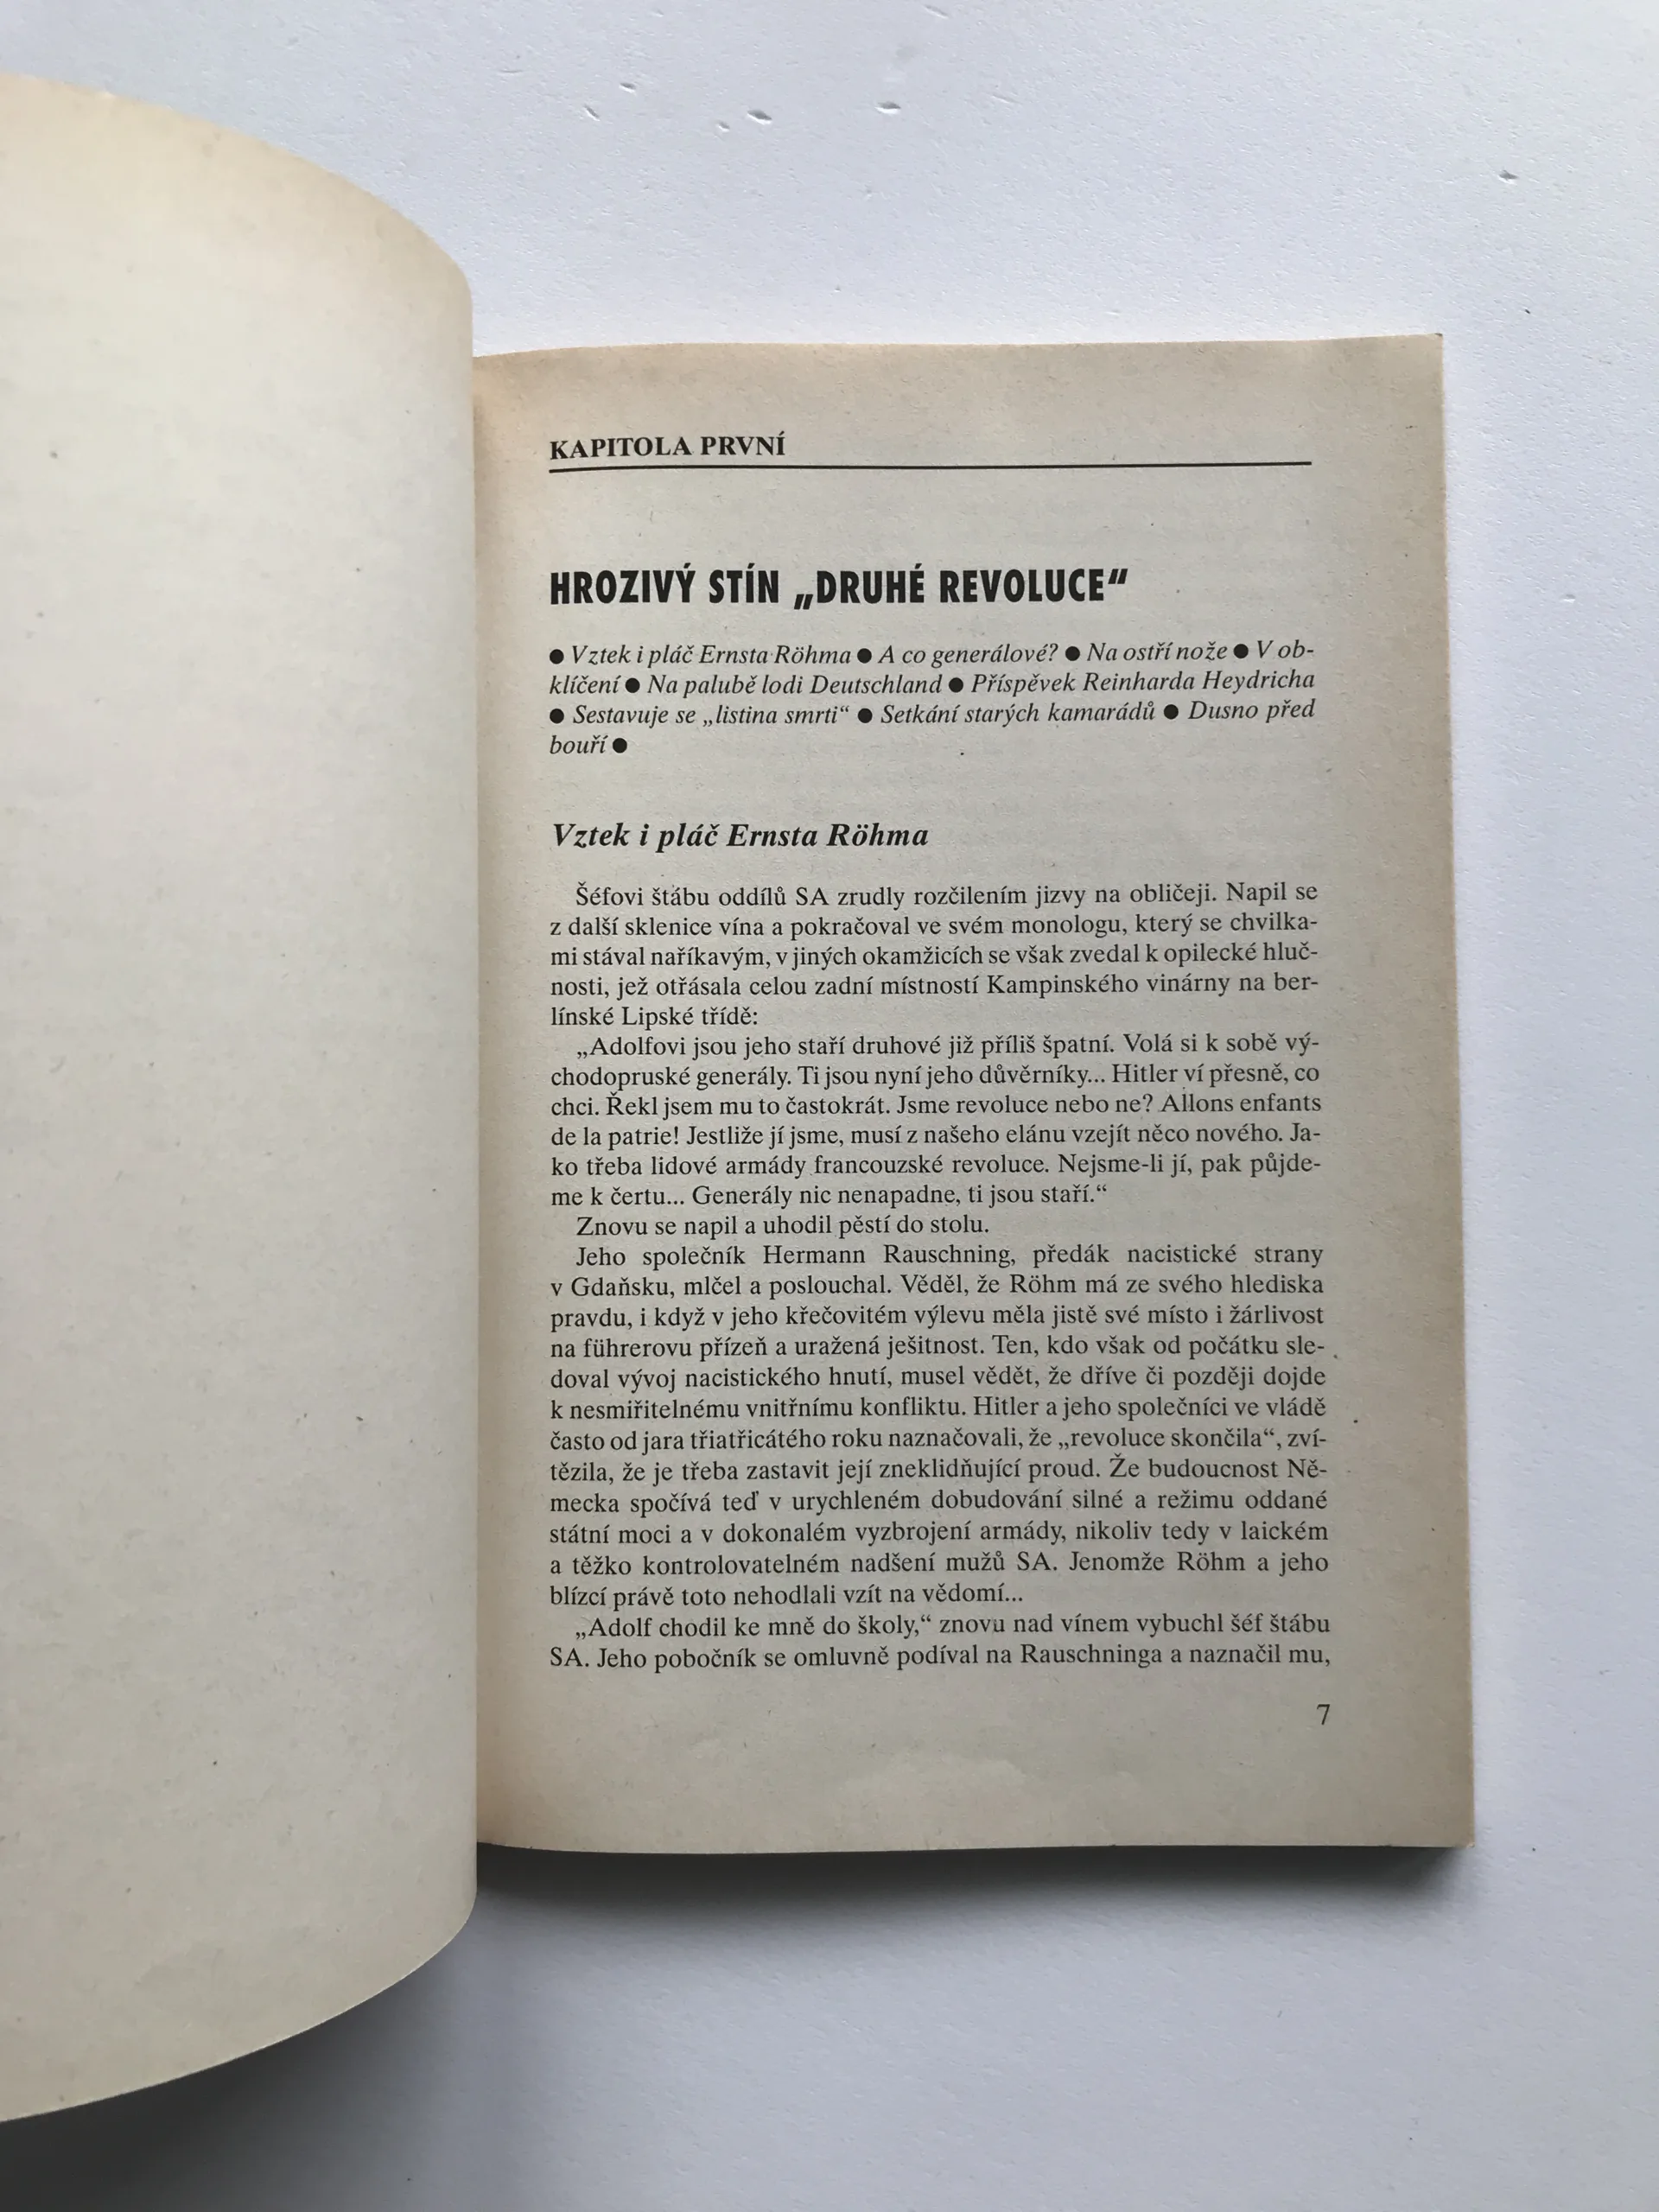 KAPITOLA PRVNÍ
HROZIVÝ STÍN „DRUHÉ REVOLUCE“
● Vztek i pláč Ernsta Röhma ● A co generálové? ● Na ostří nože ● V ob-
klíčení ● Na palubě lodi Deutschland ● Příspěvek Reinharda Heydricha
● Sestavuje se „listina smrti“ ● Setkání starých kamarádů ● Dusno před
bouří ●
Vztek i pláč Ernsta Röhma
Šéfovi štábu oddílů SA zrudly rozčilením jizvy na obličeji. Napil se
z další sklenice vína a pokračoval ve svém monologu, který se chvilka-
mi stával naříkavým, v jiných okamžicích se však zvedal k opilecké hluč-
nosti, jež otřásala celou zadní místností Kampinského vinárny na ber-
línské Lipské třídě:
„Adolfovi jsou jeho staří druhové již příliš špatní. Volá si k sobě vý-
chodopruské generály. Ti jsou nyní jeho důvěrníky... Hitler ví přesně, co
chci. Řekl jsem mu to častokrát. Jsme revoluce nebo ne? Allons enfants
de la patrie! Jestliže jí jsme, musí z našeho elánu vzejít něco nového. Ja-
ko třeba lidové armády francouzské revoluce. Nejsme-li jí, pak půjde-
me k čertu... Generály nic nenapadne, ti jsou staří.“
Znovu se napil a uhodil pěstí do stolu.
Jeho společník Hermann Rauschning, předák nacistické strany
v Gdaňsku, mlčel a poslouchal. Věděl, že Röhm má ze svého hlediska
pravdu, i když v jeho křečovitém výlevu měla jistě své místo i žárlivost
na führerovu přízeň a uražená ješitnost. Ten, kdo však od počátku sle-
doval vývoj nacistického hnutí, musel vědět, že dříve či později dojde
k nesmiřitelnému vnitřnímu konfliktu. Hitler a jeho společníci ve vládě
často od jara třiatřicátého roku naznačovali, že „revoluce skončila“, zví-
tězila, že je třeba zastavit její zneklidňující proud. Že budoucnost Ně-
mecka spočívá teď v urychleném dobudování silné a režimu oddané
státní moci a v dokonalém vyzbrojení armády, nikoliv tedy v laickém
a těžko kontrolovatelném nadšení mužů SA. Jenomže Röhm a jeho
blízcí právě toto nehodlali vzít na vědomí...
„Adolf chodil ke mně do školy,“ znovu nad vínem vybuchl šéf štábu
SA. Jeho pobočník se omluvně podíval na Rauschninga a naznačil mu,
7